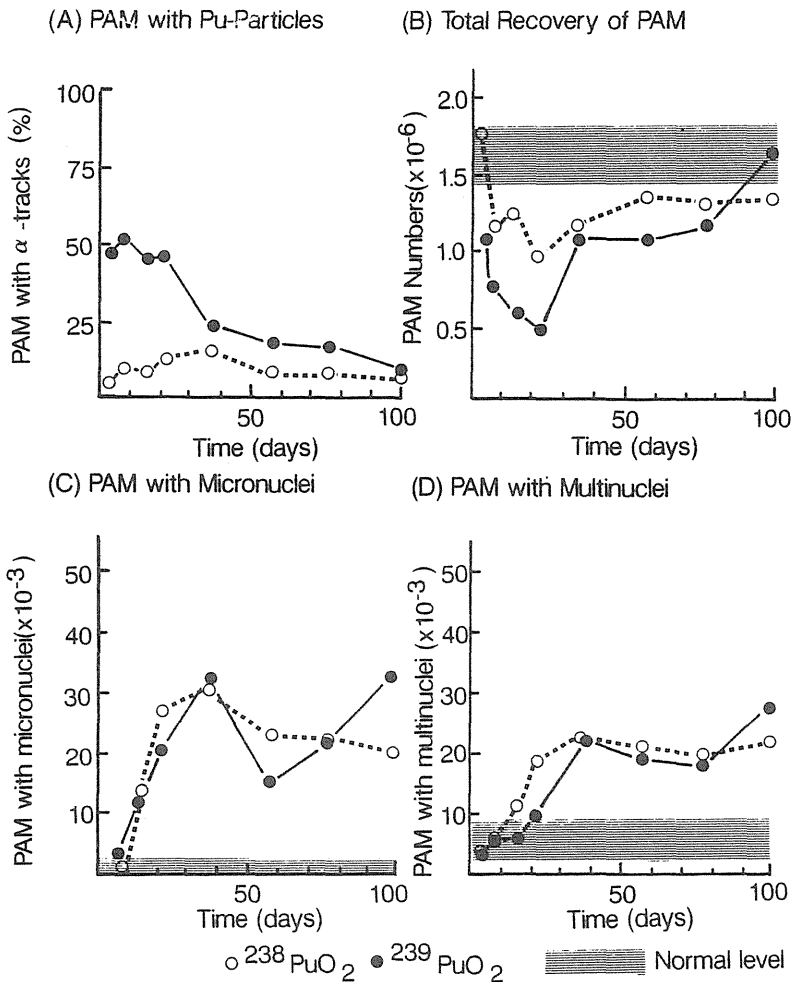 (A) PAM with Pu-Particles
PAM with α -tracks (%)
100
75
50
25
50
100
Time (days)
(B) Total Recovery of PAM
PAM Numbers(x10-6)
2.0
1.5
1.0
0.5
50
100
Time (days)
(C) PAM with Micronuclei
PAM with micronuclei(x10-3)
50
40
30
20
10
50
100
Time (days)
(D) PAM with Multinuclei
PAM with multinuclei (x10-3)
50
40
30
20
10
50
100
Time (days)
238PuO2
239PuO2
Normal level